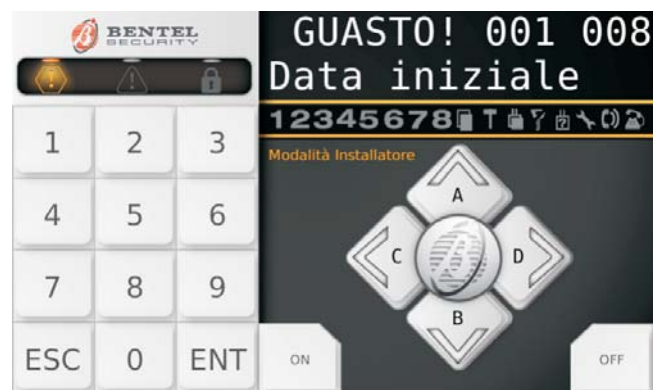 BENTEL
SECURITY
GUASTO! 001 008
Data iniziale
12345678
Modalità Installatore
1 2 3
4 5 6
7 8 9
ESC 0 ENT
A
C D
B
ON OFF